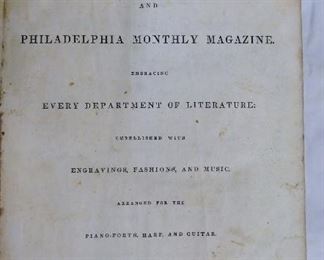 AND
PHILADELPHIA MONTHLY MAGAZINE.
EMBRACING
EVERY DEPARTMENT OF LITERATURE:
EMBELLISHED WITH
ENGRAVINGS, FASHIONS, AND MUSIC.
ARRANGED FOR THE
PIANO-FORTE, HARP, AND GUITAR.